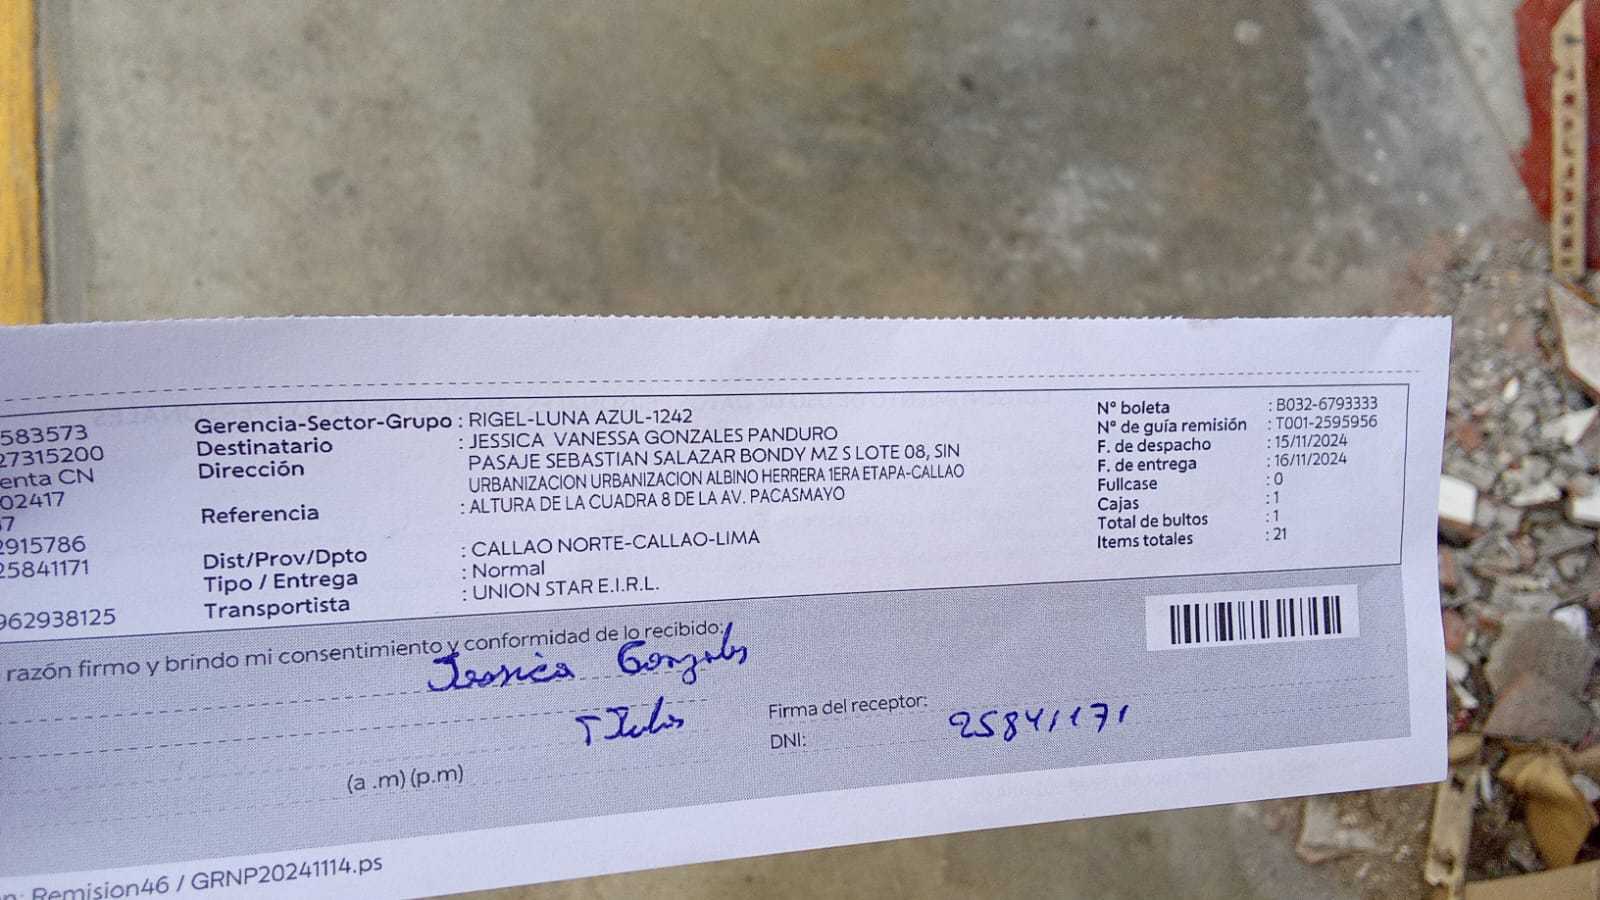 583573
27315200
enta CN
02417
7
2915786
25841171
962938125
Gerencia-Sector-Grupo : RIGEL-LUNA AZUL-1242
Destinatario : JESSICA VANESSA GONZALES PANDURO
Dirección PASAJE SEBASTIAN SALAZAR BONDY MZ S LOTE 08, SIN
URBANIZACION URBANIZACION ALBINO HERRERA 1ERA ETAPA-CALLAO
Referencia : ALTURA DE LA CUADRA 8 DE LA AV. PACASMAYO
Dist/Prov/Dpto : CALLAO NORTE-CALLAO-LIMA
Tipo / Entrega : Normal
Transportista : UNION STAR E.I.R.L.
N° boleta : B032-6793333
N° de guía remisión : T001-2595956
F. de despacho : 15/11/2024
F. de entrega : 16/11/2024
Fullcase : 0
Cajas : 1
Total de bultos : 1
Items totales : 21
razón firmo y brindo mi consentimiento y conformidad de lo recibido:
Jessica Gonzales
Firma del receptor:
DNI: 25841171
(a .m) (p.m)
n: Remision46 / GRNP20241114.ps